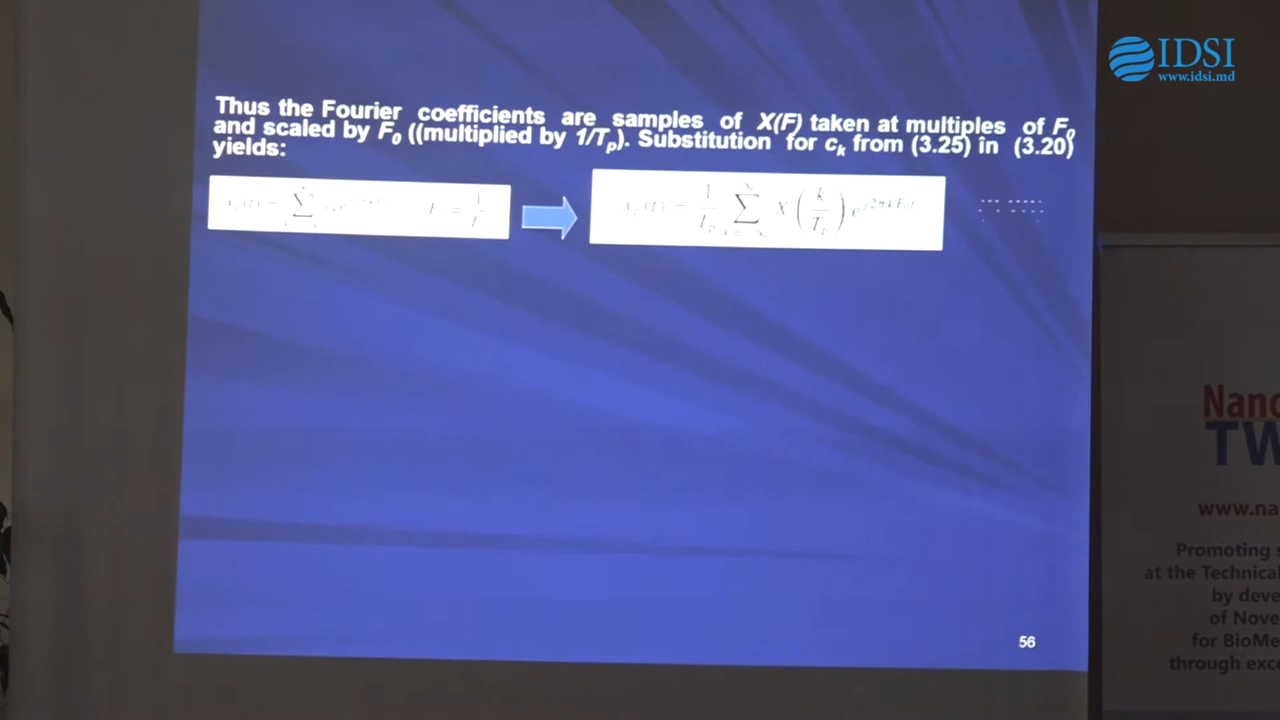 IDSI
www.idsi.md
Thus the Fourier coefficients are samples of X(F) taken at multiples of F₀
and scaled by F₀ ((multiplied by 1/Tₚ). Substitution for cₖ from (3.25) in (3.20)
yields:
56
Nano
TW
www.na
Promoting
at the Technica
by deve
of Nove
for BioMe
through exc